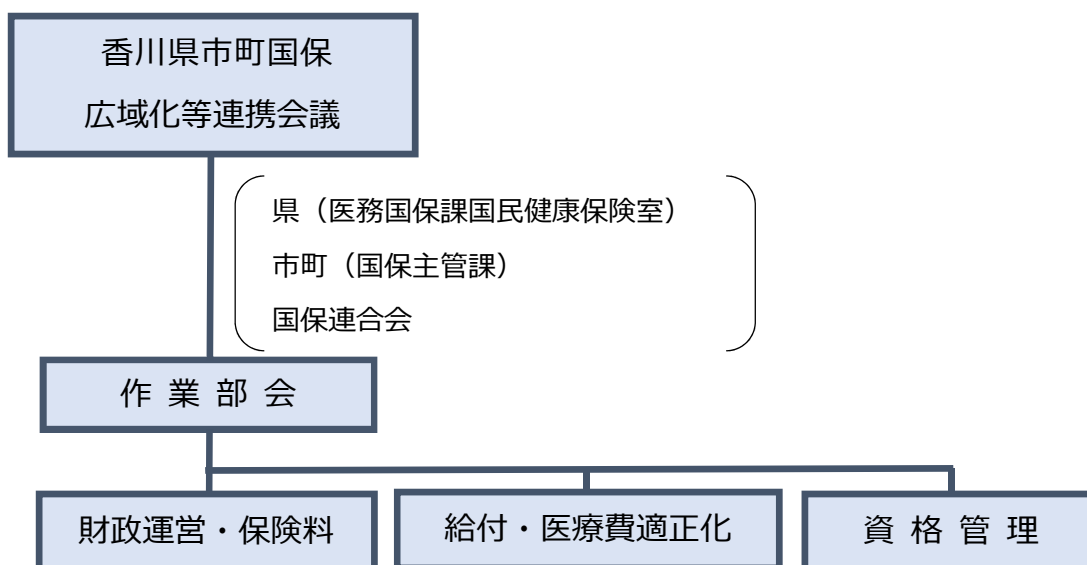 香川県市町国保
広域化等連携会議
県（医務国保課国民健康保険室）
市町（国保主管課）
国保連合会
作 業 部 会
財政運営・保険料
給付・医療費適正化
資 格 管 理